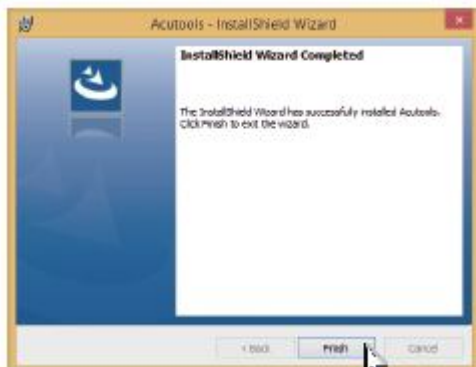 Acutools - InstallShield Wizard
InstallShield Wizard Completed
The InstallShield Wizard has successfully installed Acutools.
Click Finish to exit the wizard.
< Back
Finish
Cancel